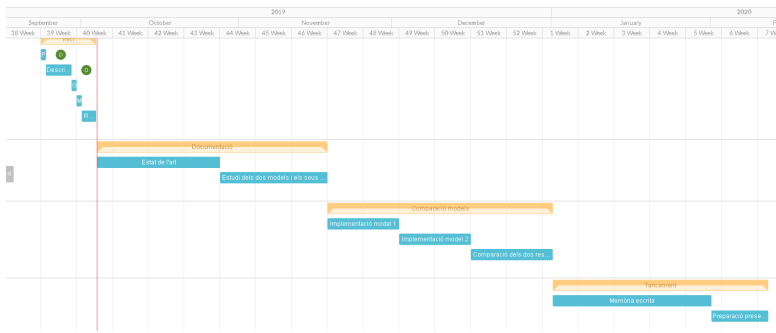 2019 2020
September October November December January F
38 Week 39 Week 40 Week 41 Week 42 Week 43 Week 44 Week 45 Week 46 Week 47 Week 48 Week 49 Week 50 Week 51 Week 52 Week 1 Week 2 Week 3 Week 4 Week 5 Week 6 Week 7 W
Inici
P
Descri...
M
R
Documentació
Estat de l'art
Estudi dels dos models i els seus ...
Comparació models
Implementació model 1
Implementació model 2
Comparació dels dos res...
Tancament
Memòria escrita
Preparació prese...